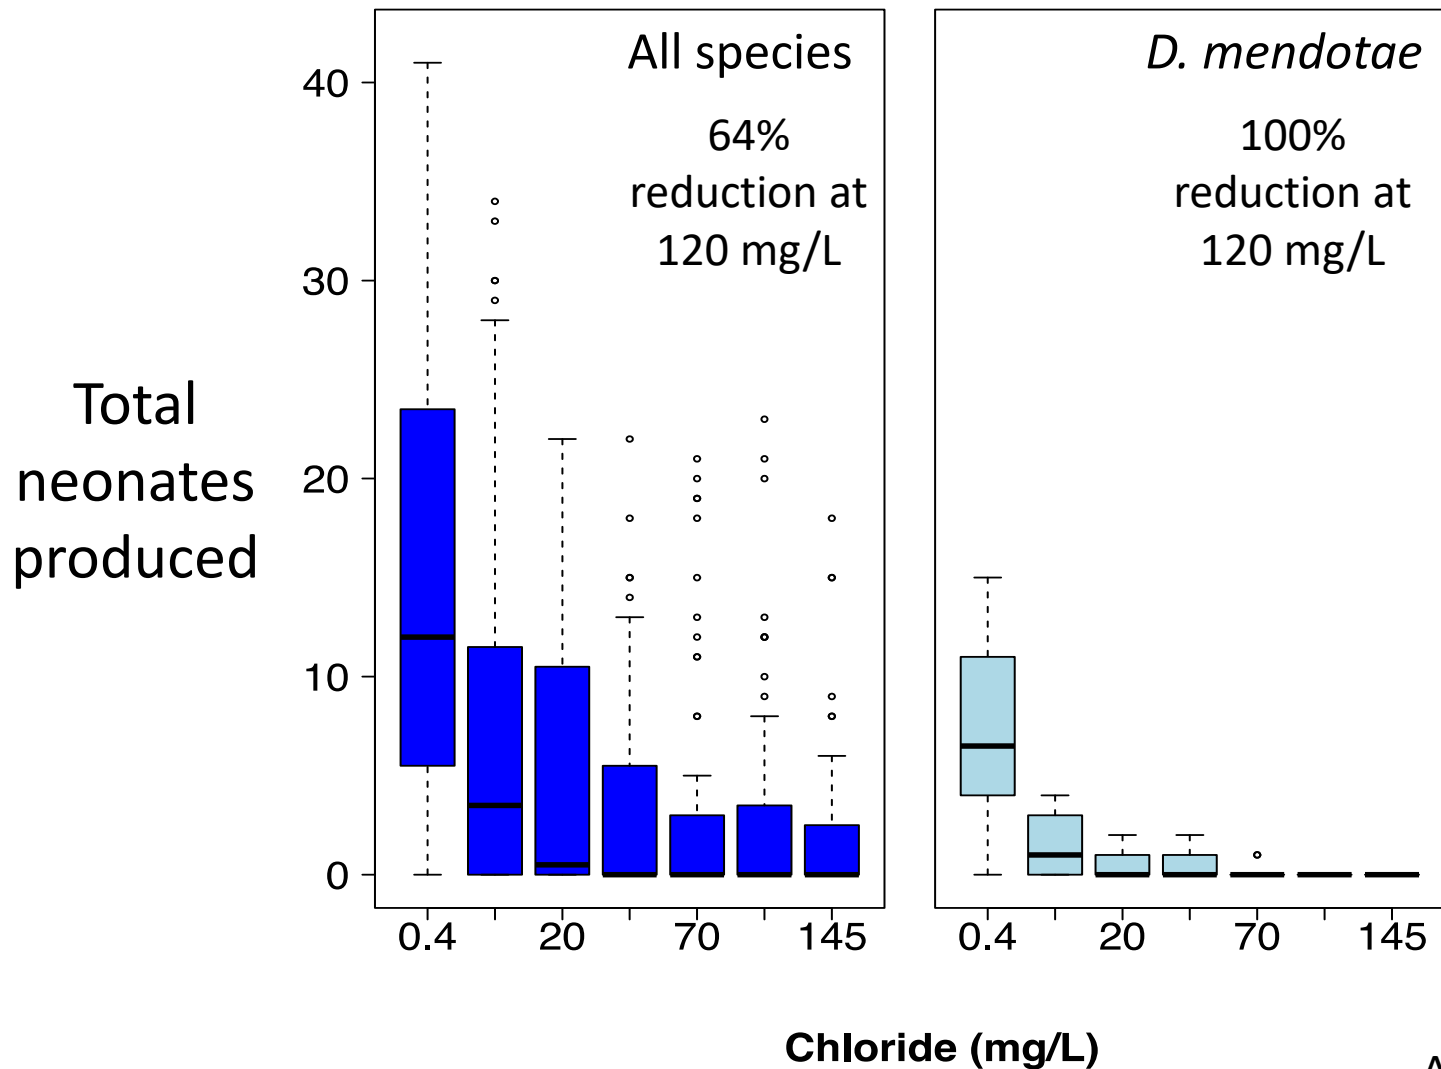 All species
64%
reduction at
120 mg/L
D. mendotae
100%
reduction at
120 mg/L
Total
neonates
produced
40
30
20
10
0
0.4 20 70 145
0.4 20 70 145
Chloride (mg/L)